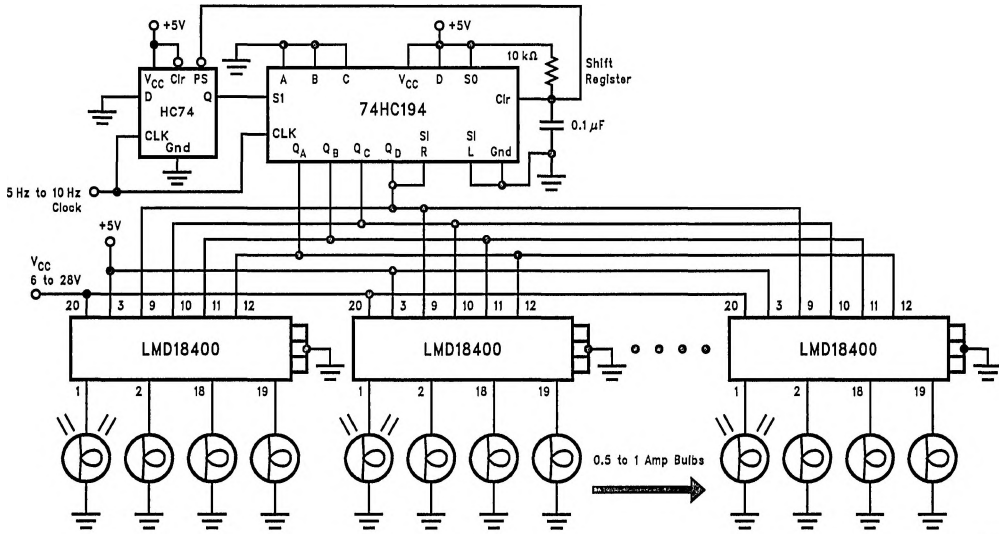 +5V
+5V
VCC Clr PS
D HC74 Q
CLK
Gnd
A B C VCC D S0
S1 74HC194 Clr
CLK
QA QB QC QD SI R SI L Gnd
10 kΩ
Shift Register
0.1 μF
5 Hz to 10 Hz
Clock
+5V
VCC
6 to 28V
20 3 9 10 11 12
20 3 9 10 11 12
20 3 9 10 11 12
LMD18400
LMD18400
LMD18400
1 2 18 19
1 2 18 19
1 2 18 19
0.5 to 1 Amp Bulbs